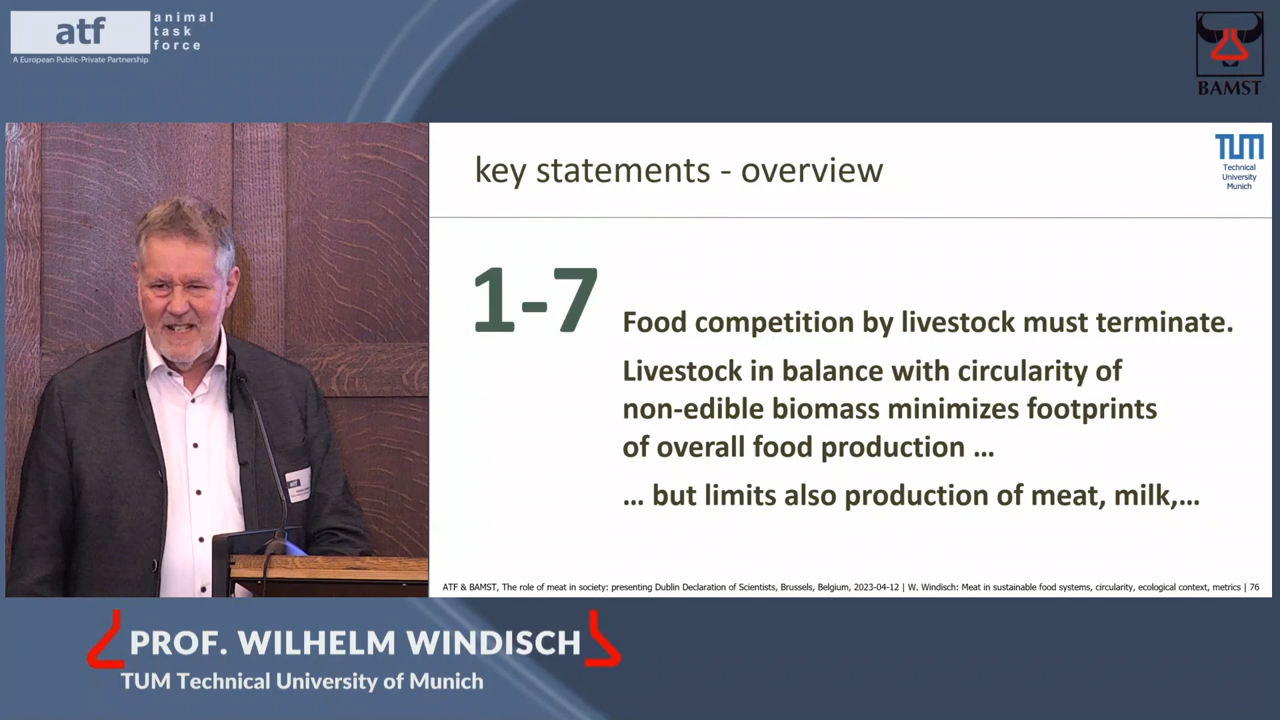 atf
animal
task
force
A European Public-Private Partnership
BAMST
key statements - overview
TUM
Technical
University
Munich
1-7
Food competition by livestock must terminate.
Livestock in balance with circularity of
non-edible biomass minimizes footprints
of overall food production ...
... but limits also production of meat, milk,...
ATF & BAMST, The role of meat in society: presenting Dublin Declaration of Scientists, Brussels, Belgium, 2023-04-12 | W. Windisch: Meat in sustainable food systems, circularity, ecological context, metrics | 76
atf
PROF. WILHELM WINDISCH
TUM Technical University of Munich